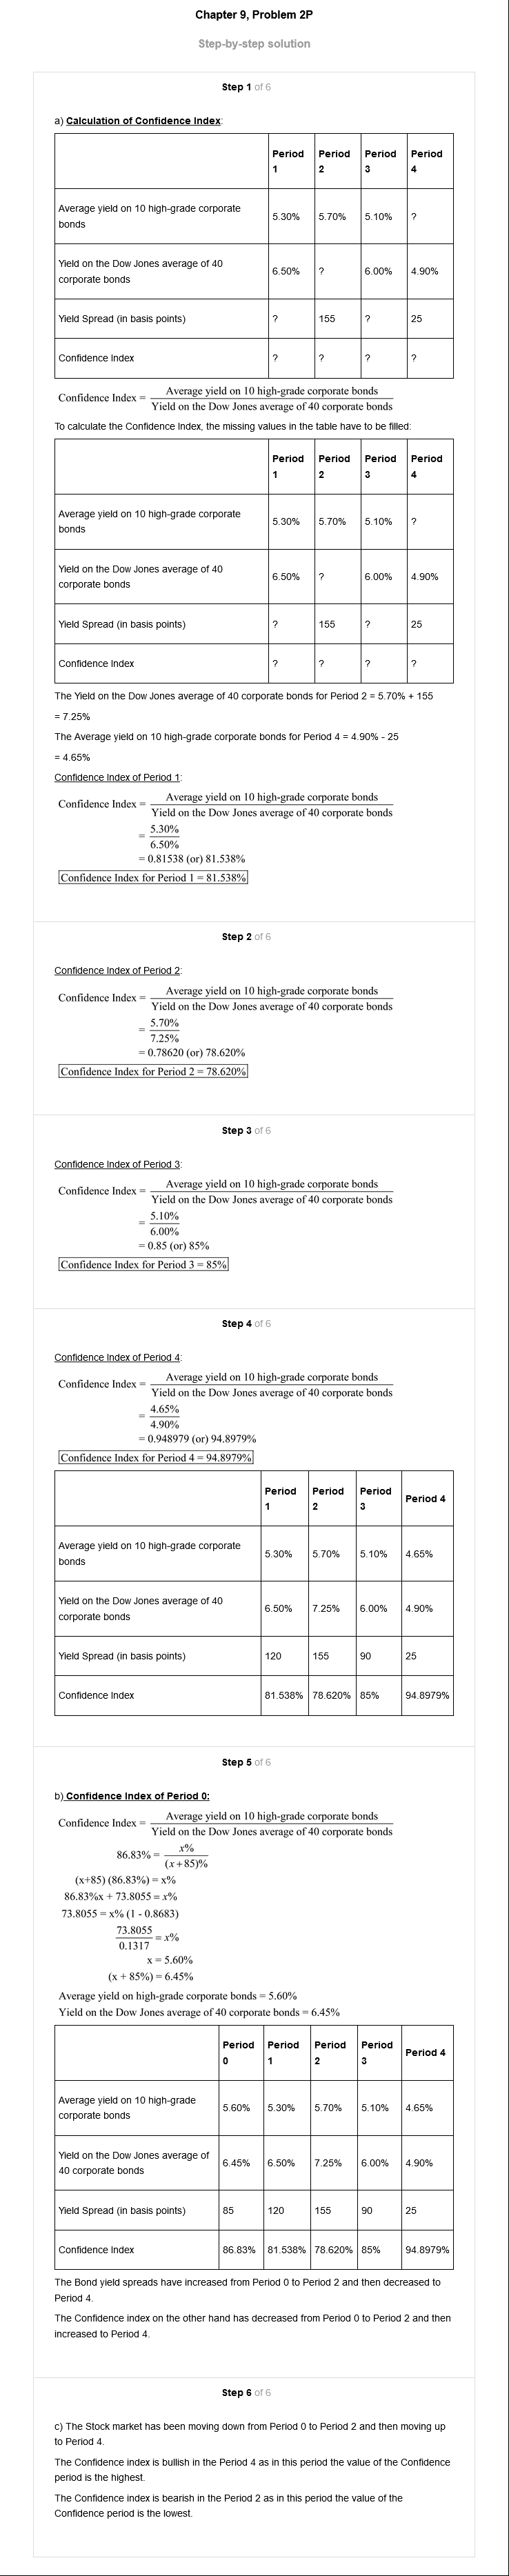 Chapter 9, Problem 2P
Step-by-step solution
Step 1 of 6
a) Calculation of Confidence Index:
Period 1 Period 2 Period 3 Period 4
Average yield on 10 high-grade corporate bonds 5.30% 5.70% 5.10% ?
Yield on the Dow Jones average of 40 corporate bonds 6.50% ? 6.00% 4.90%
Yield Spread (in basis points) ? 155 ? 25
Confidence Index ? ? ? ?
Confidence Index = Average yield on 10 high-grade corporate bonds
Yield on the Dow Jones average of 40 corporate bonds
To calculate the Confidence Index, the missing values in the table have to be filled:
Period 1 Period 2 Period 3 Period 4
Average yield on 10 high-grade corporate bonds 5.30% 5.70% 5.10% ?
Yield on the Dow Jones average of 40 corporate bonds 6.50% ? 6.00% 4.90%
Yield Spread (in basis points) ? 155 ? 25
Confidence Index ? ? ? ?
The Yield on the Dow Jones average of 40 corporate bonds for Period 2 = 5.70% + 155
= 7.25%
The Average yield on 10 high-grade corporate bonds for Period 4 = 4.90% - 25
= 4.65%
Confidence Index of Period 1:
Confidence Index = Average yield on 10 high-grade corporate bonds
Yield on the Dow Jones average of 40 corporate bonds
= 5.30%
6.50%
= 0.81538 (or) 81.538%
Confidence Index for Period 1 = 81.538%
Step 2 of 6
Confidence Index of Period 2:
Confidence Index = Average yield on 10 high-grade corporate bonds
Yield on the Dow Jones average of 40 corporate bonds
= 5.70%
7.25%
= 0.78620 (or) 78.620%
Confidence Index for Period 2 = 78.620%
Step 3 of 6
Confidence Index of Period 3:
Confidence Index = Average yield on 10 high-grade corporate bonds
Yield on the Dow Jones average of 40 corporate bonds
= 5.10%
6.00%
= 0.85 (or) 85%
Confidence Index for Period 3 = 85%
Step 4 of 6
Confidence Index of Period 4:
Confidence Index = Average yield on 10 high-grade corporate bonds
Yield on the Dow Jones average of 40 corporate bonds
= 4.65%
4.90%
= 0.948979 (or) 94.8979%
Confidence Index for Period 4 = 94.8979%
Period 1 Period 2 Period 3 Period 4
Average yield on 10 high-grade corporate bonds 5.30% 5.70% 5.10% 4.65%
Yield on the Dow Jones average of 40 corporate bonds 6.50% 7.25% 6.00% 4.90%
Yield Spread (in basis points) 120 155 90 25
Confidence Index 81.538% 78.620% 85% 94.8979%
Step 5 of 6
b) Confidence Index of Period 0:
Confidence Index = Average yield on 10 high-grade corporate bonds
Yield on the Dow Jones average of 40 corporate bonds
86.83% = x%
(x+85)%
(x+85) (86.83%) = x%
86.83%x + 73.8055 = x%
73.8055 = x% (1 - 0.8683)
73.8055
0.1317 = x%
x = 5.60%
(x + 85%) = 6.45%
Average yield on high-grade corporate bonds = 5.60%
Yield on the Dow Jones average of 40 corporate bonds = 6.45%
Period 0 Period 1 Period 2 Period 3 Period 4
Average yield on 10 high-grade corporate bonds 5.60% 5.30% 5.70% 5.10% 4.65%
Yield on the Dow Jones average of 40 corporate bonds 6.45% 6.50% 7.25% 6.00% 4.90%
Yield Spread (in basis points) 85 120 155 90 25
Confidence Index 86.83% 81.538% 78.620% 85% 94.8979%
The Bond yield spreads have increased from Period 0 to Period 2 and then decreased to
Period 4.
The Confidence index on the other hand has decreased from Period 0 to Period 2 and then
increased to Period 4.
Step 6 of 6
c) The Stock market has been moving down from Period 0 to Period 2 and then moving up
to Period 4.
The Confidence index is bullish in the Period 4 as in this period the value of the Confidence
period is the highest.
The Confidence index is bearish in the Period 2 as in this period the value of the
Confidence period is the lowest.